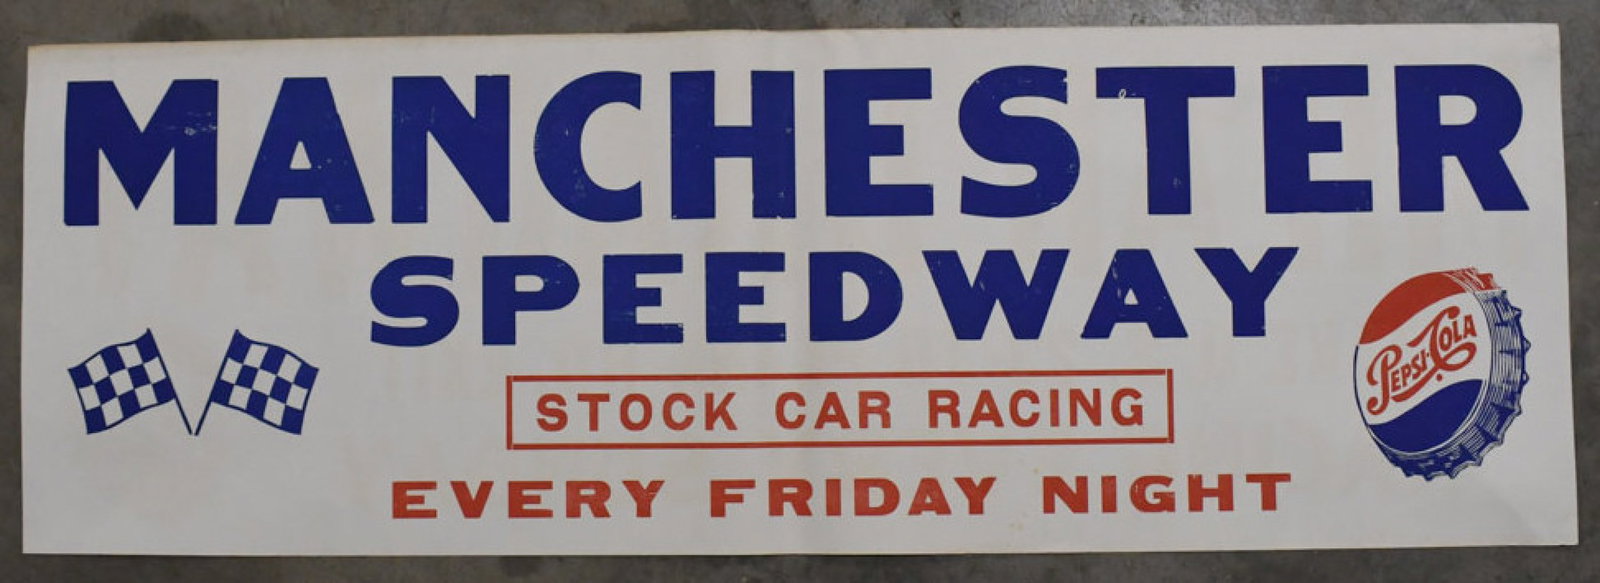 MANCHESTER
SPEEDWAY
STOCK CAR RACING
EVERY FRIDAY NIGHT
PEPSI-COLA